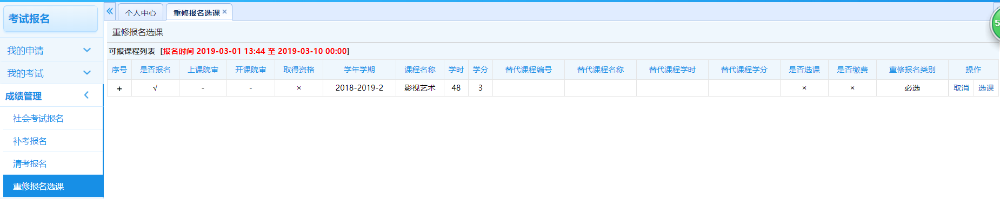 考试报名
我的申请
我的考试
成绩管理
社会考试报名
补考报名
清考报名
重修报名选课
个人中心 重修报名选课
重修报名选课
可报课程列表 [报名时间 2019-03-01 13:44 至 2019-03-10 00:00]
序号 是否报名 上课院审 开课院审 取得资格 学年学期 课程名称 学时 学分 替代课程编号 替代课程名称 替代课程学时 替代课程学分 是否选课 是否缴费 重修报名类别 操作
+ √ - - × 2018-2019-2 影视艺术 48 3 × × 必选 取消 选课